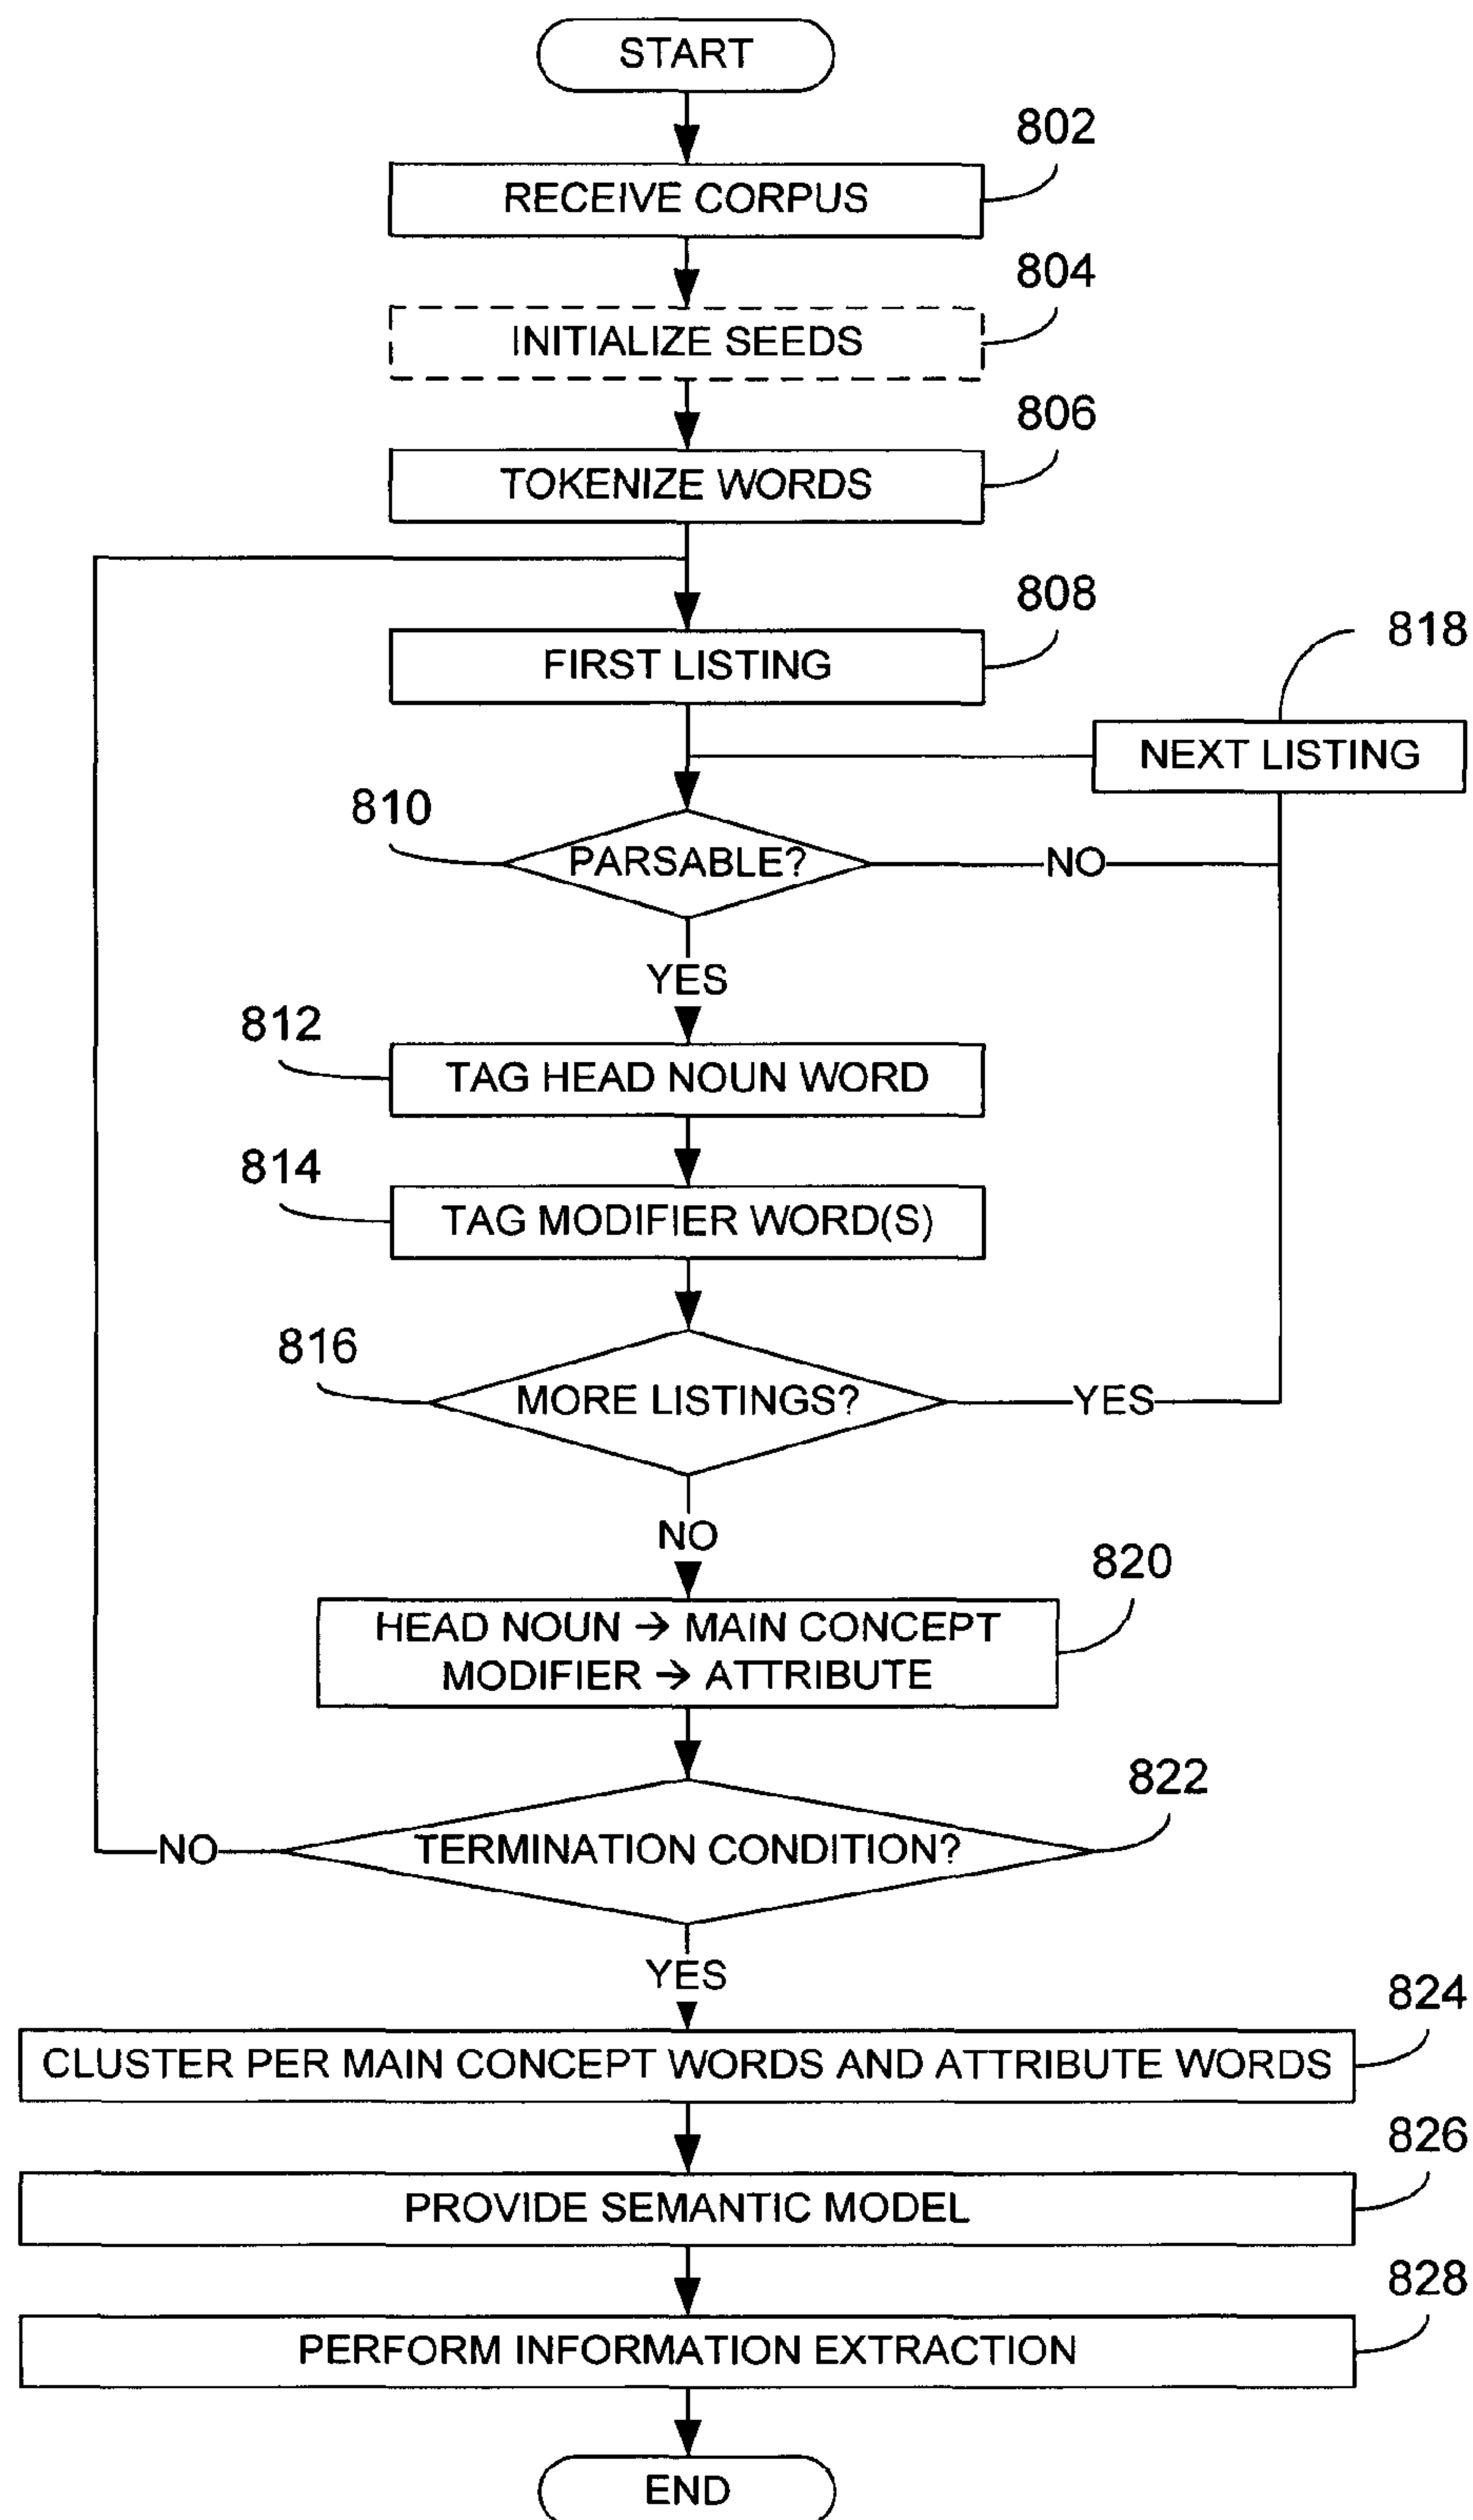 START
802
RECEIVE CORPUS
804
INITIALIZE SEEDS
806
TOKENIZE WORDS
808
FIRST LISTING
818
NEXT LISTING
810
PARSABLE?
NO
YES
812
TAG HEAD NOUN WORD
814
TAG MODIFIER WORD(S)
816
MORE LISTINGS?
YES
NO
820
HEAD NOUN → MAIN CONCEPT
MODIFIER → ATTRIBUTE
822
TERMINATION CONDITION?
NO
YES
824
CLUSTER PER MAIN CONCEPT WORDS AND ATTRIBUTE WORDS
826
PROVIDE SEMANTIC MODEL
828
PERFORM INFORMATION EXTRACTION
END